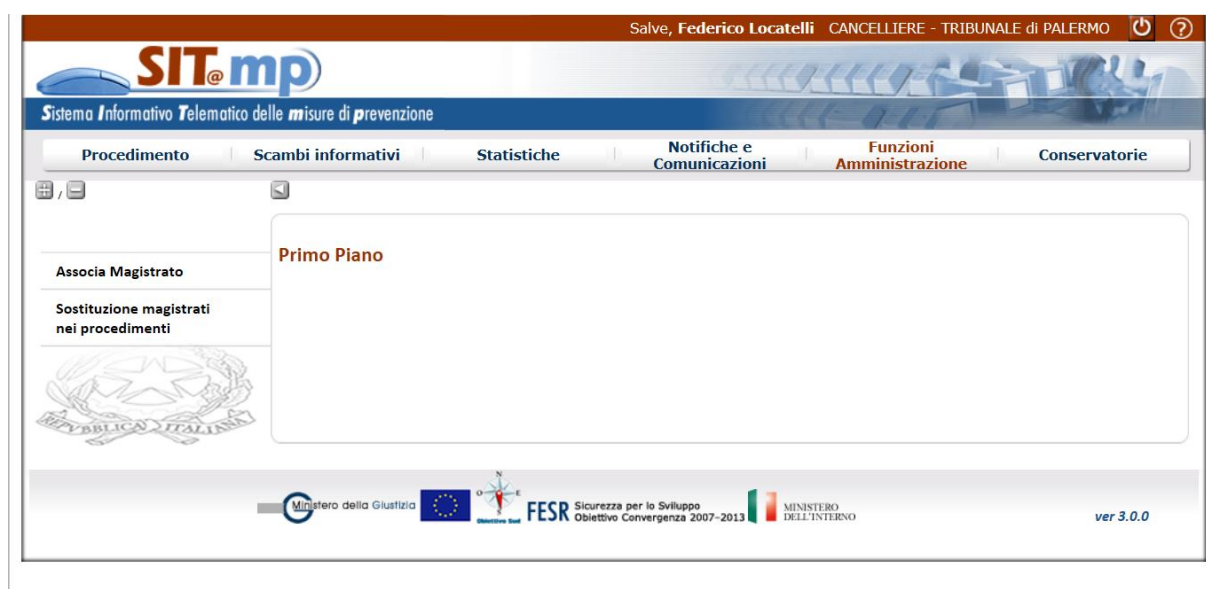 Salve, Federico Locatelli CANCELLIERE - TRIBUNALE di PALERMO
SIT@mp)
Sistema Informativo Telematico delle misure di prevenzione
Procedimento Scambi informativi Statistiche Notifiche e Comunicazioni Funzioni Amministrazione Conservatorie
/
Primo Piano
Associa Magistrato
Sostituzione magistrati
nei procedimenti
REPVBBLICA ITALIANA
Ministero della Giustizia
N
O E
S
Obiettivo Sud
FESR Sicurezza per lo Sviluppo
Obiettivo Convergenza 2007-2013
MINISTERO
DELL'INTERNO
ver 3.0.0